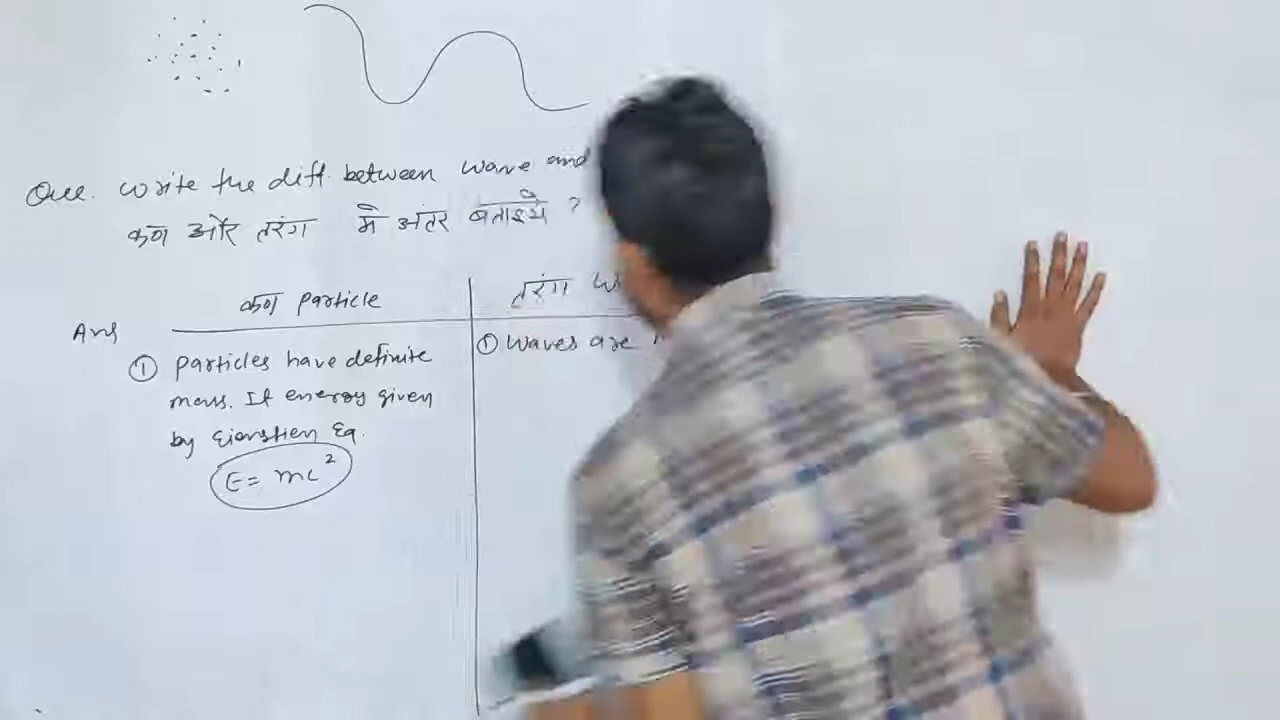 Que. Write the diff. between wave and
कण और तरंग मे अंतर बताइये ?
कण Particle
तरंग
Ans
① Particles have definite
mass. It energy given
by Eienstien Eq.
E = mc²
① Waves are